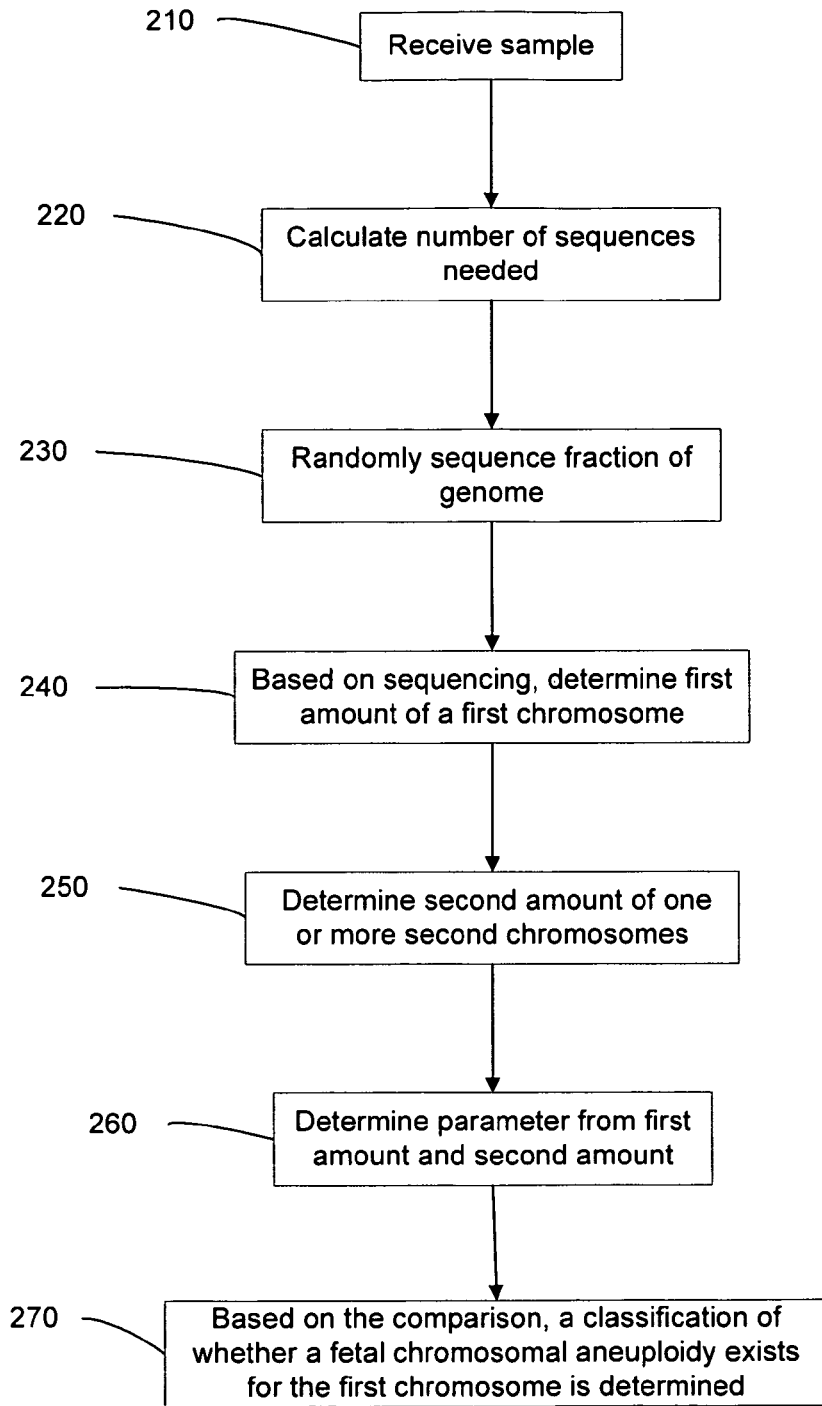 210
Receive sample
220
Calculate number of sequences
needed
230
Randomly sequence fraction of
genome
240
Based on sequencing, determine first
amount of a first chromosome
250
Determine second amount of one
or more second chromosomes
260
Determine parameter from first
amount and second amount
270
Based on the comparison, a classification of
whether a fetal chromosomal aneuploidy exists
for the first chromosome is determined